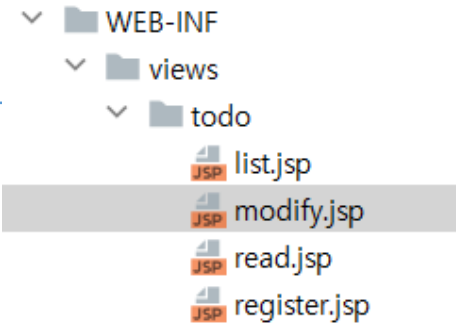 WEB-INF
views
todo
JSP list.jsp
JSP modify.jsp
JSP read.jsp
JSP register.jsp